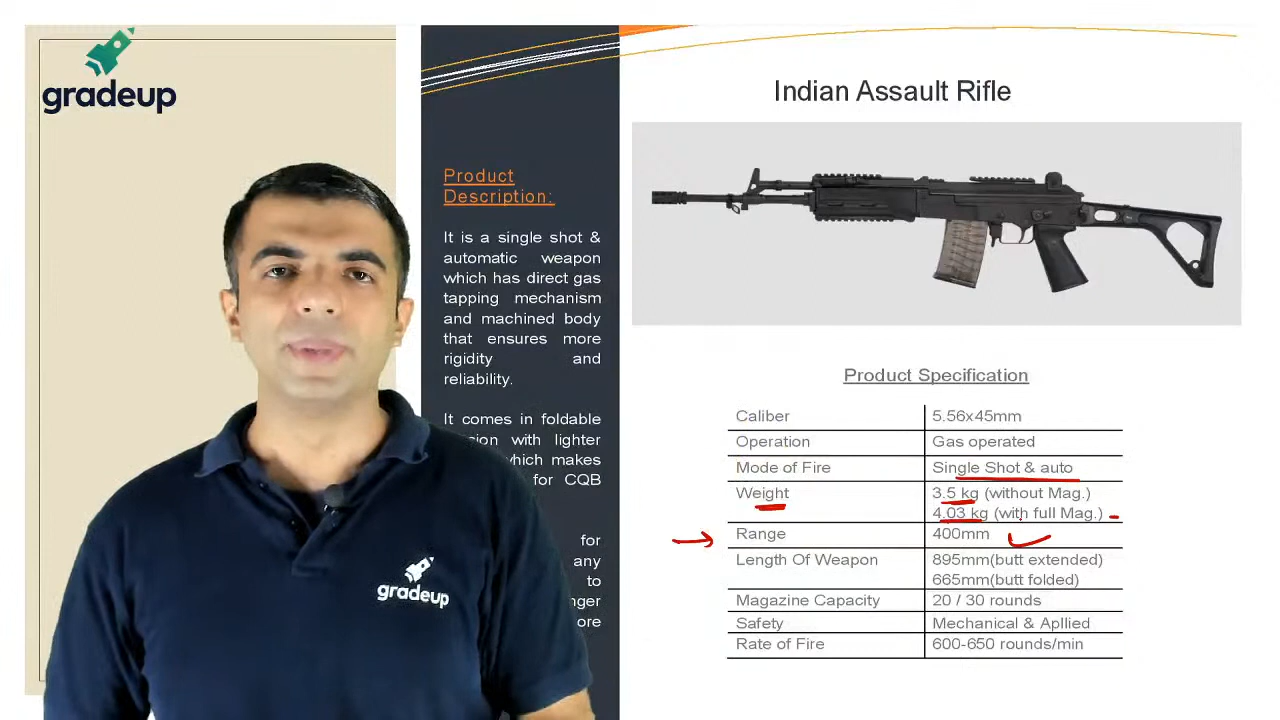 gradeup
Indian Assault Rifle
Product
Description:
It is a single shot &
automatic weapon
which has direct gas
tapping mechanism
and machined body
that ensures more
rigidity and
reliability.
It comes in foldable
with lighter
which makes
for CQB
for
any
to
ore
gradeup
Product Specification
Caliber 5.56x45mm
Operation Gas operated
Mode of Fire Single Shot & auto
Weight 3.5 kg (without Mag.)
4.03 kg (with full Mag.)
Range 400mm
Length Of Weapon 895mm(butt extended)
665mm(butt folded)
Magazine Capacity 20 / 30 rounds
Safety Mechanical & Apllied
Rate of Fire 600-650 rounds/min